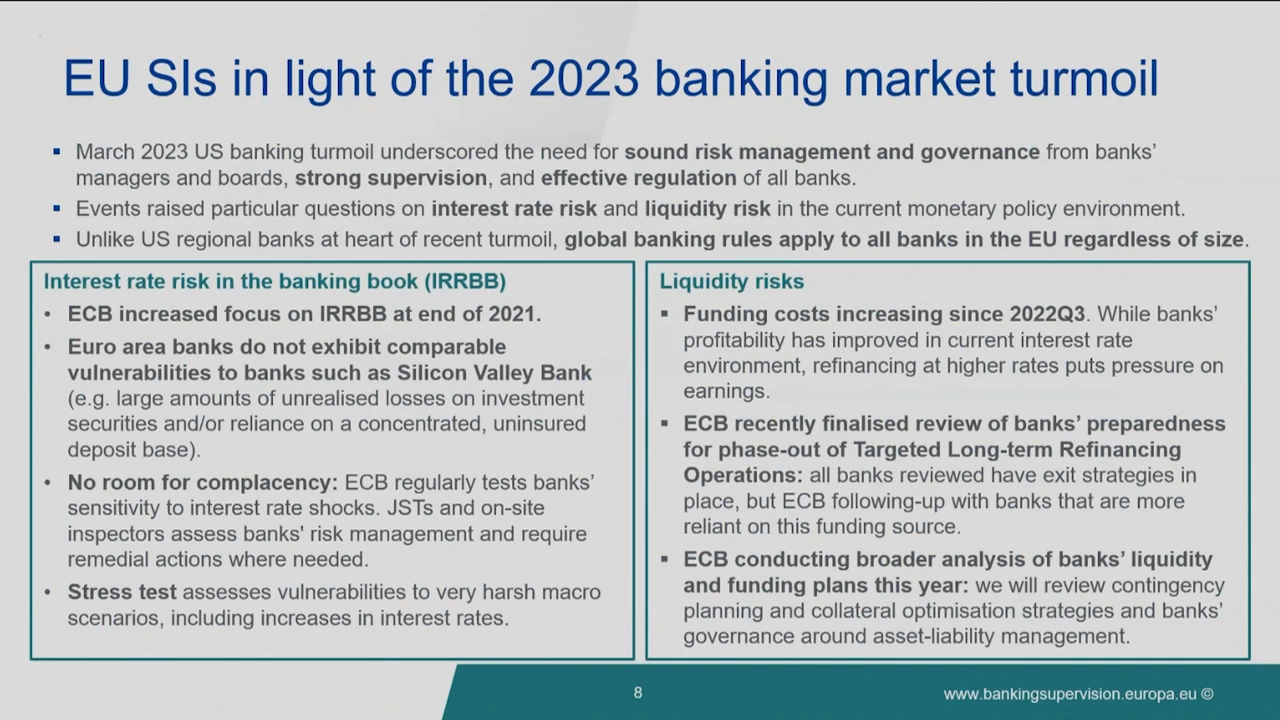 EU SIs in light of the 2023 banking market turmoil
▪ March 2023 US banking turmoil underscored the need for sound risk management and governance from banks'
managers and boards, strong supervision, and effective regulation of all banks.
▪ Events raised particular questions on interest rate risk and liquidity risk in the current monetary policy environment.
▪ Unlike US regional banks at heart of recent turmoil, global banking rules apply to all banks in the EU regardless of size.
Interest rate risk in the banking book (IRRBB)
• ECB increased focus on IRRBB at end of 2021.
• Euro area banks do not exhibit comparable
vulnerabilities to banks such as Silicon Valley Bank
(e.g. large amounts of unrealised losses on investment
securities and/or reliance on a concentrated, uninsured
deposit base).
• No room for complacency: ECB regularly tests banks'
sensitivity to interest rate shocks. JSTs and on-site
inspectors assess banks' risk management and require
remedial actions where needed.
• Stress test assesses vulnerabilities to very harsh macro
scenarios, including increases in interest rates.
Liquidity risks
▪ Funding costs increasing since 2022Q3. While banks'
profitability has improved in current interest rate
environment, refinancing at higher rates puts pressure on
earnings.
▪ ECB recently finalised review of banks' preparedness
for phase-out of Targeted Long-term Refinancing
Operations: all banks reviewed have exit strategies in
place, but ECB following-up with banks that are more
reliant on this funding source.
▪ ECB conducting broader analysis of banks' liquidity
and funding plans this year: we will review contingency
planning and collateral optimisation strategies and banks'
governance around asset-liability management.
8
www.bankingsupervision.europa.eu ©